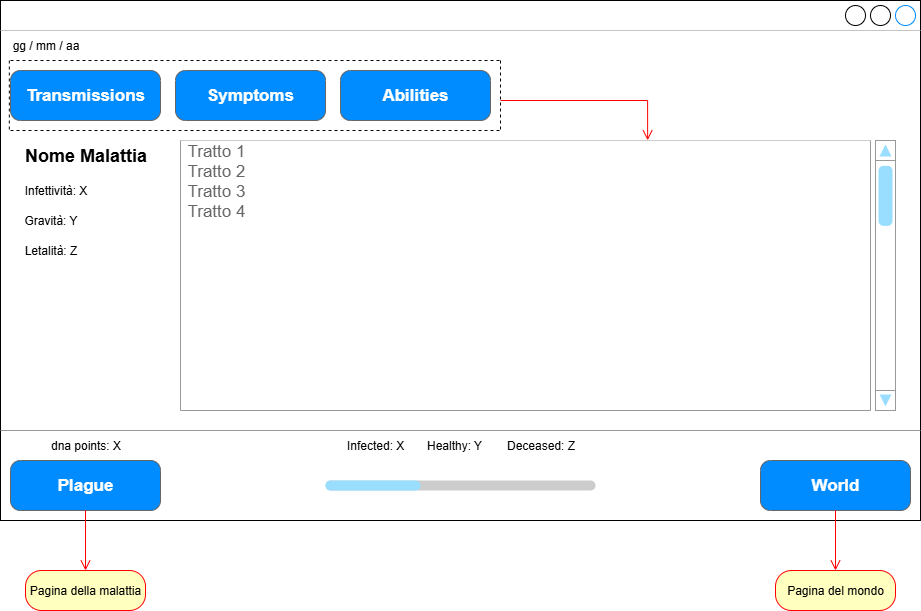 gg / mm / aa
Transmissions
Symptoms
Abilities
Nome Malattia
Infettività: X
Gravità: Y
Letalità: Z
Tratto 1
Tratto 2
Tratto 3
Tratto 4
dna points: X
Infected: X
Healthy: Y
Deceased: Z
Plague
World
Pagina della malattia
Pagina del mondo